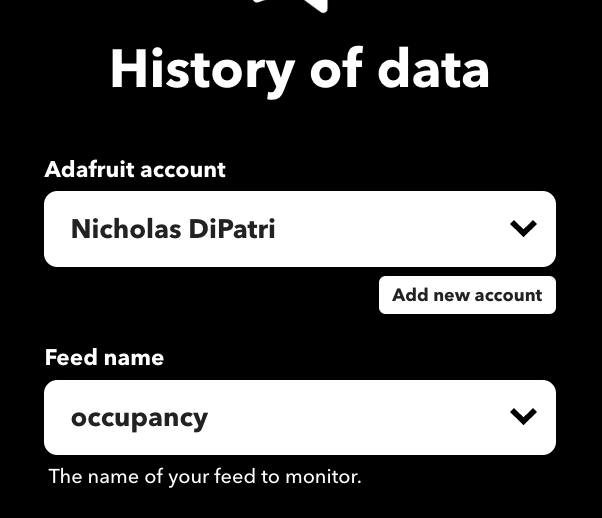 History of data
Adafruit account
Nicholas DiPatri
Add new account
Feed name
occupancy
The name of your feed to monitor.